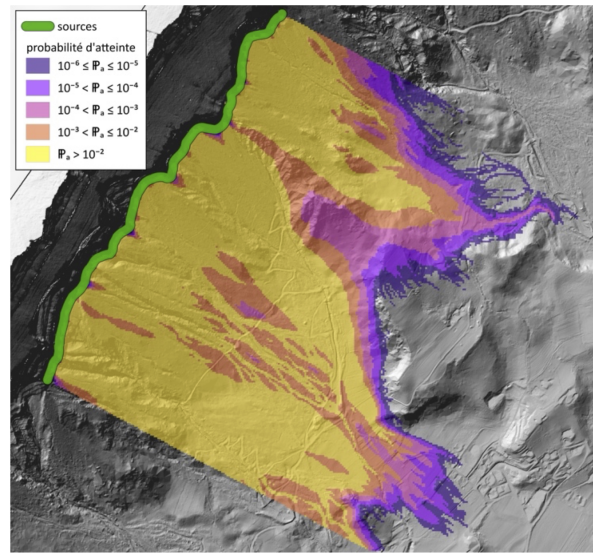 sources
probabilité d'atteinte
10⁻⁶ ≤ ℙₐ ≤ 10⁻⁵
10⁻⁵ < ℙₐ ≤ 10⁻⁴
10⁻⁴ < ℙₐ ≤ 10⁻³
10⁻³ < ℙₐ ≤ 10⁻²
ℙₐ > 10⁻²